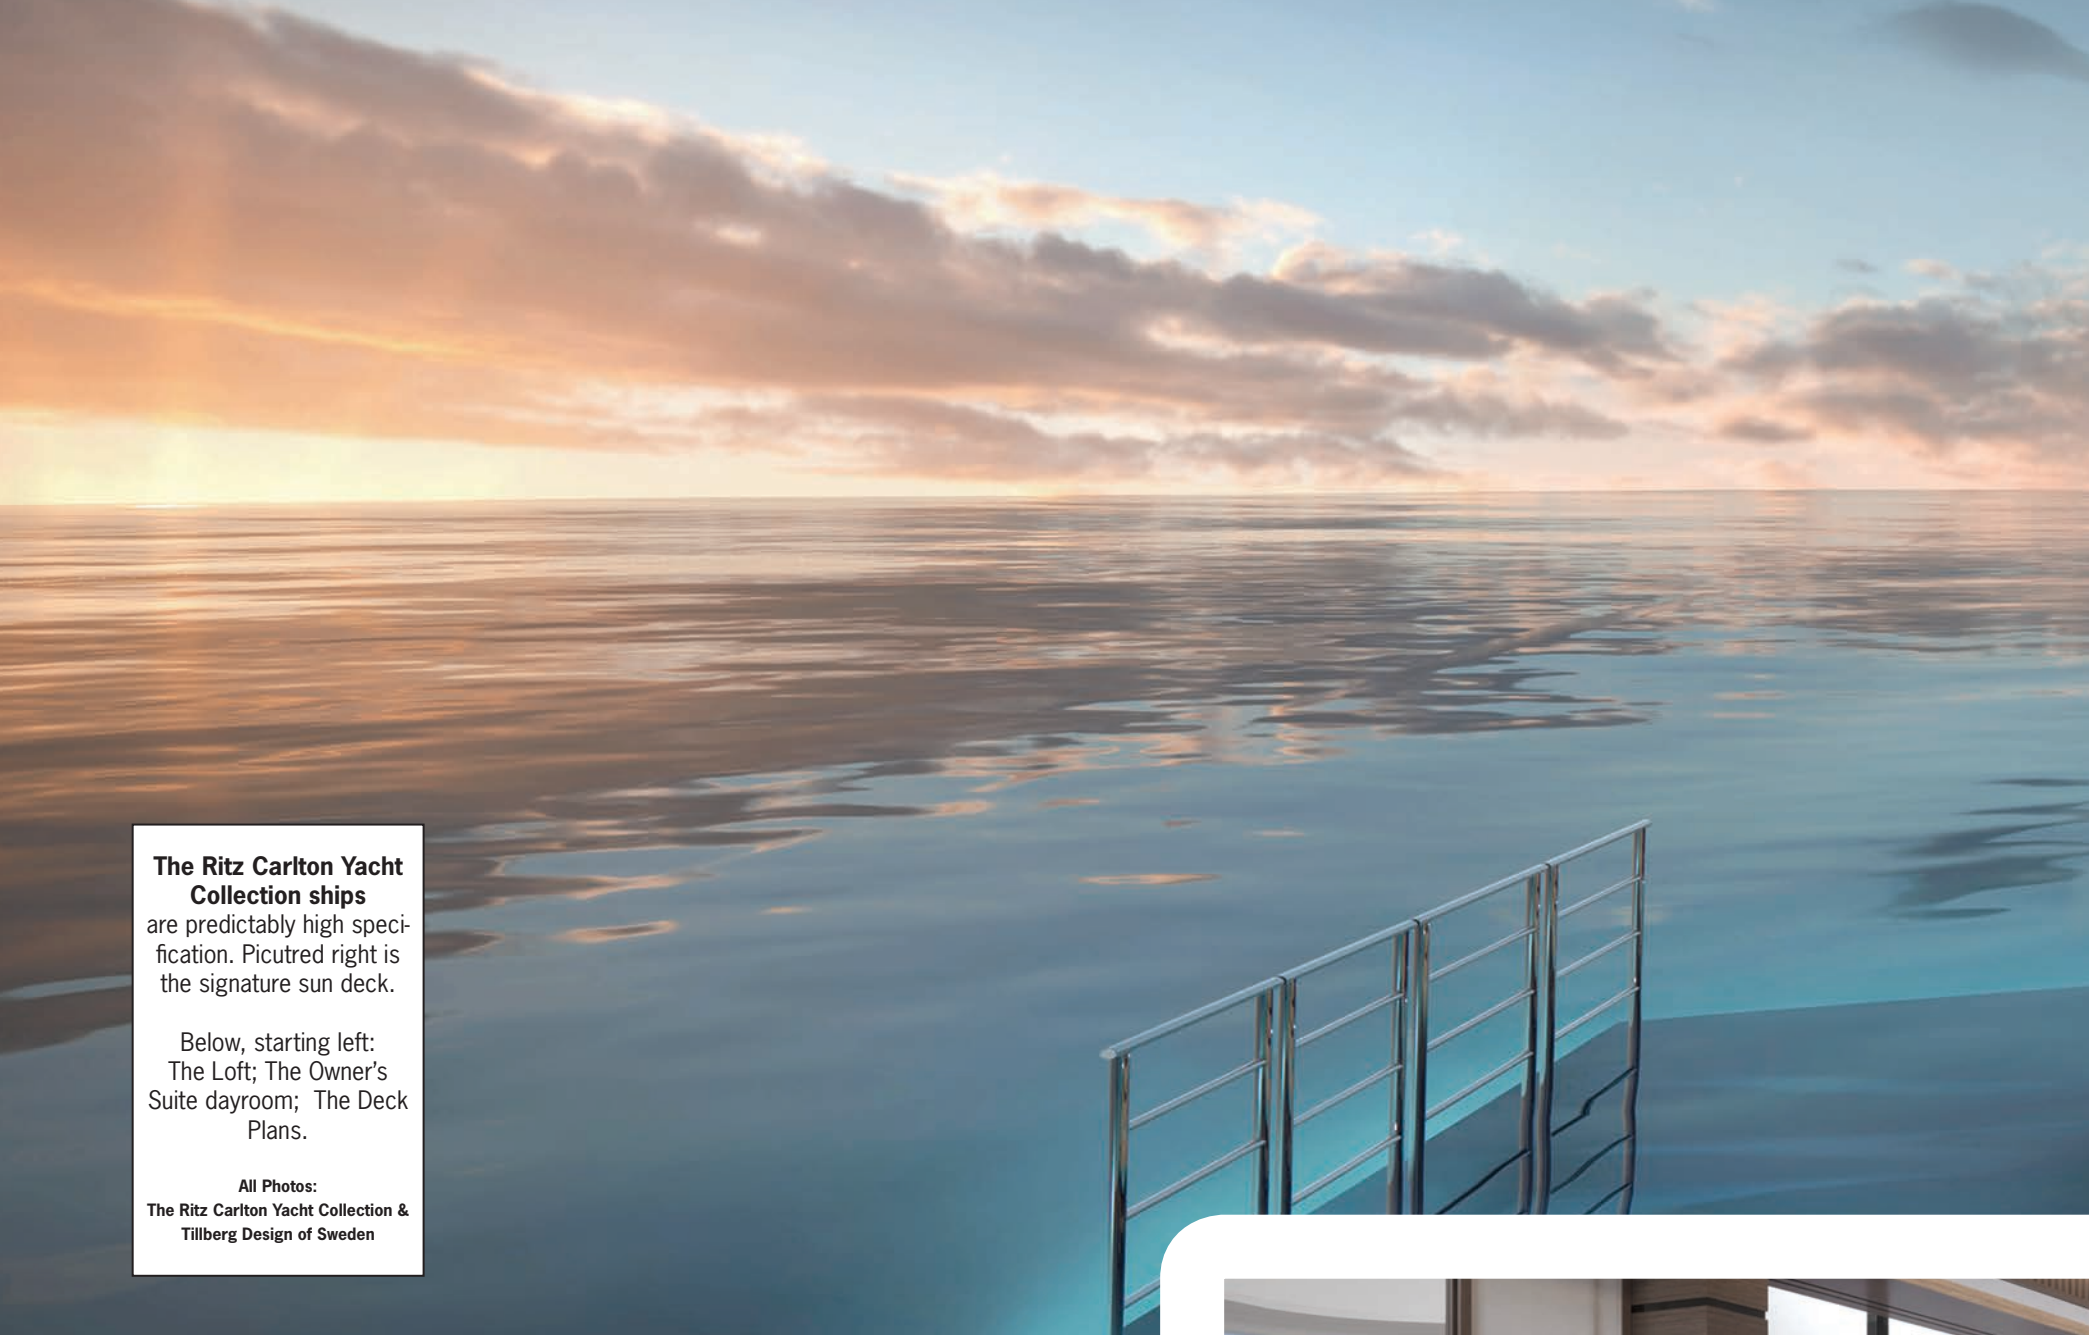 The Ritz Carlton Yacht
Collection ships
are predictably high speci-
fication. Picutred right is
the signature sun deck.
Below, starting left:
The Loft; The Owner's
Suite dayroom;  The Deck
Plans.
All Photos:
The Ritz Carlton Yacht Collection &
Tillberg Design of Sweden